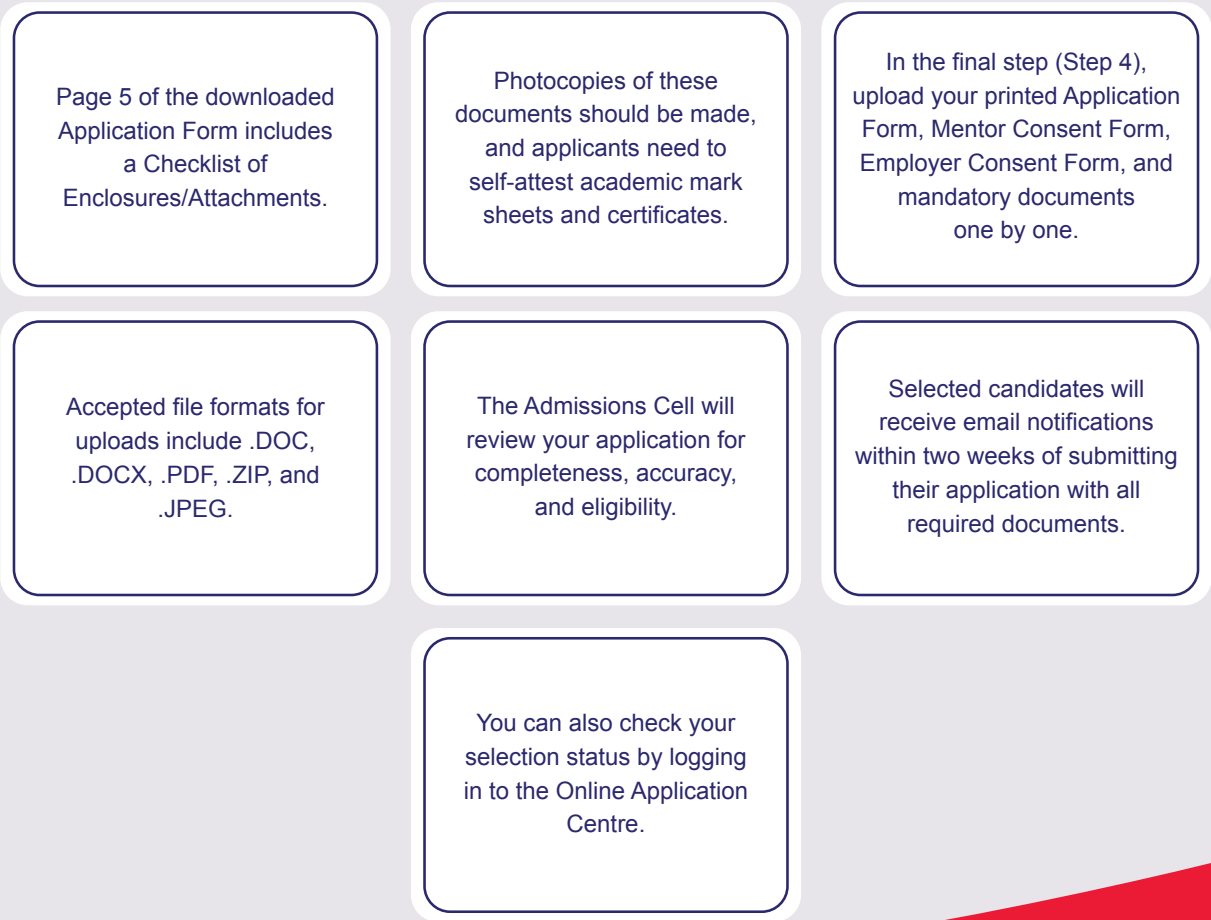 Page 5 of the downloaded
Application Form includes
a Checklist of
Enclosures/Attachments.
Photocopies of these
documents should be made,
and applicants need to
self-attest academic mark
sheets and certificates.
In the final step (Step 4),
upload your printed Application
Form, Mentor Consent Form,
Employer Consent Form, and
mandatory documents
one by one.
Accepted file formats for
uploads include .DOC,
.DOCX, .PDF, .ZIP, and
.JPEG.
The Admissions Cell will
review your application for
completeness, accuracy,
and eligibility.
Selected candidates will
receive email notifications
within two weeks of submitting
their application with all
required documents.
You can also check your
selection status by logging
in to the Online Application
Centre.